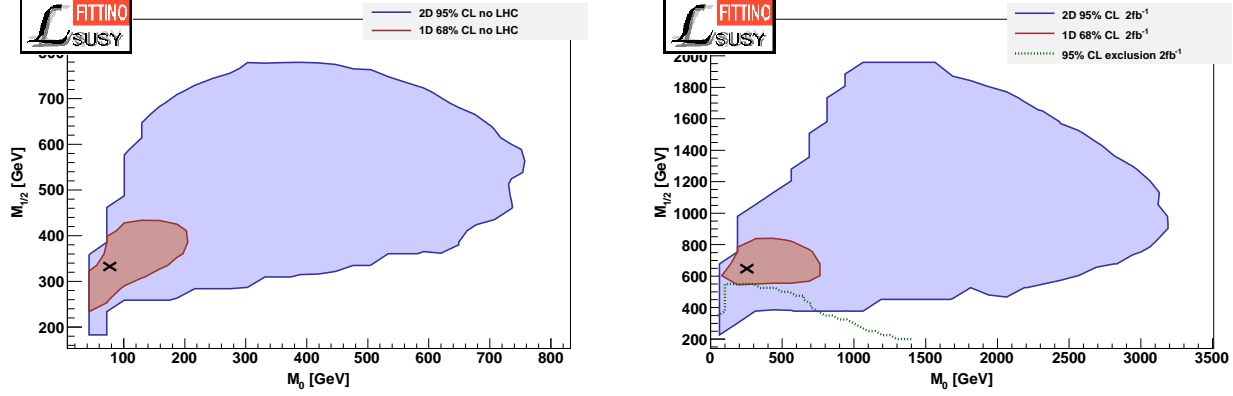 FITTINO
SUSY
2D 95% CL no LHC
1D 68% CL no LHC
700
600
500
400
300
200
M1/2 [GeV]
100 200 300 400 500 600 700 800
M0 [GeV]
FITTINO
SUSY
2D 95% CL 2fb-1
1D 68% CL 2fb-1
95% CL exclusion 2fb-1
2000
1800
1600
1400
1200
1000
800
600
400
200
M1/2 [GeV]
0 500 1000 1500 2000 2500 3000 3500
M0 [GeV]